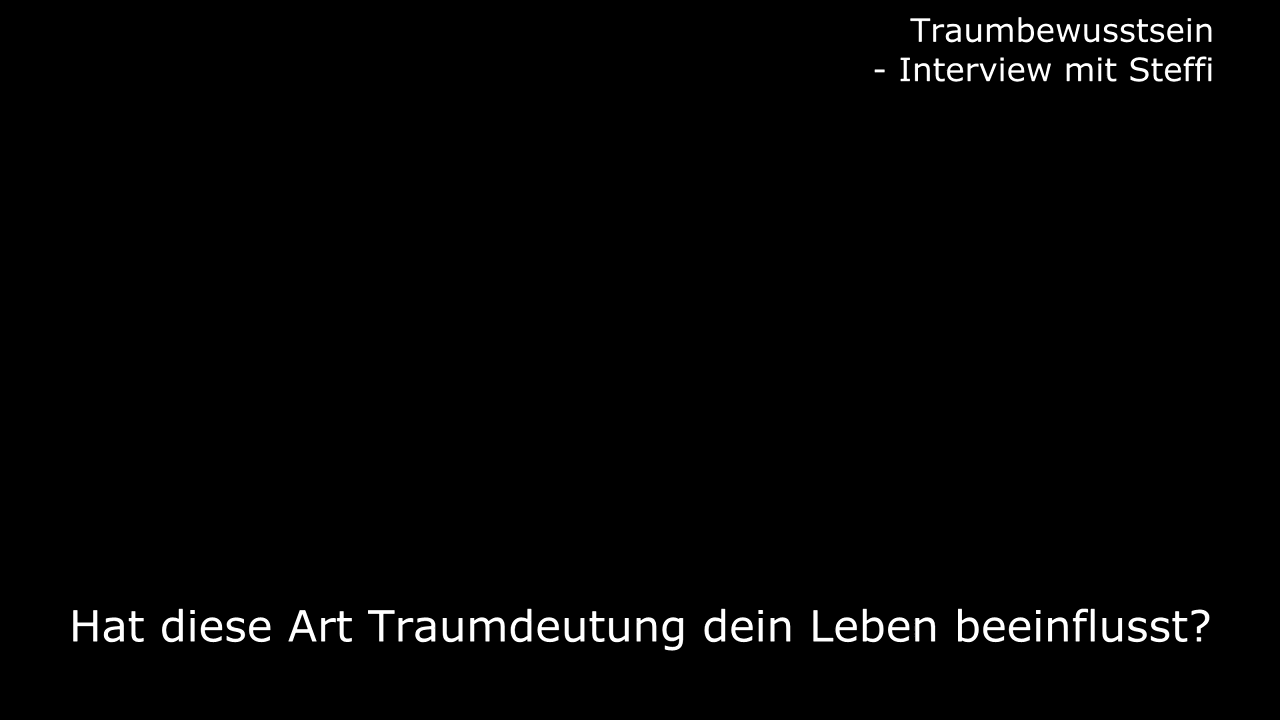 Traumbewusstsein
- Interview mit Steffi
Hat diese Art Traumdeutung dein Leben beeinflusst?